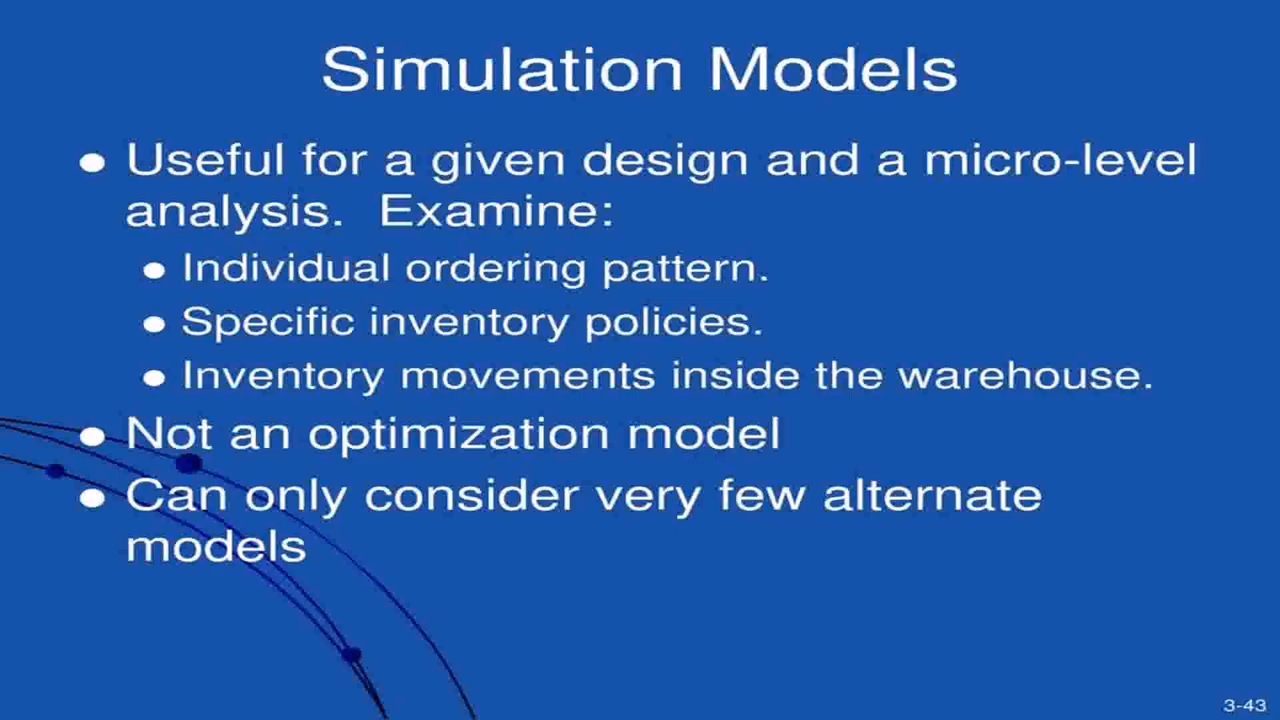 Simulation Models
● Useful for a given design and a micro-level
analysis.  Examine:
● Individual ordering pattern.
● Specific inventory policies.
● Inventory movements inside the warehouse.
● Not an optimization model
● Can only consider very few alternate
models
3-43